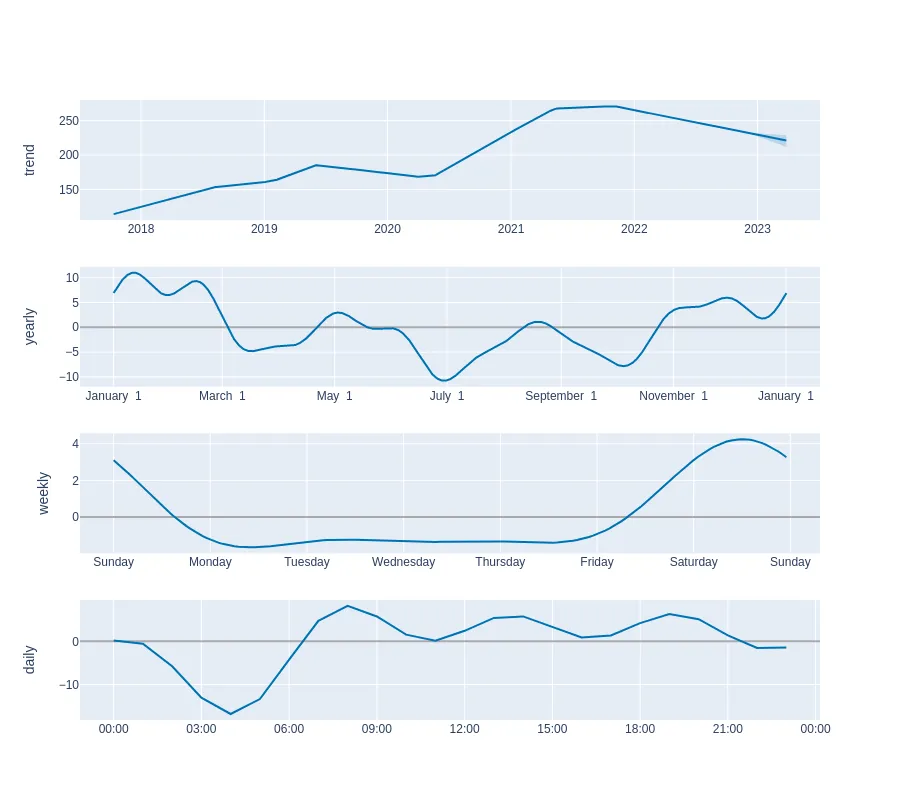 trend
250
200
150
2018 2019 2020 2021 2022 2023
yearly
10
5
0
−5
−10
January 1 March 1 May 1 July 1 September 1 November 1 January 1
weekly
4
2
0
Sunday Monday Tuesday Wednesday Thursday Friday Saturday Sunday
daily
0
−10
00:00 03:00 06:00 09:00 12:00 15:00 18:00 21:00 00:00